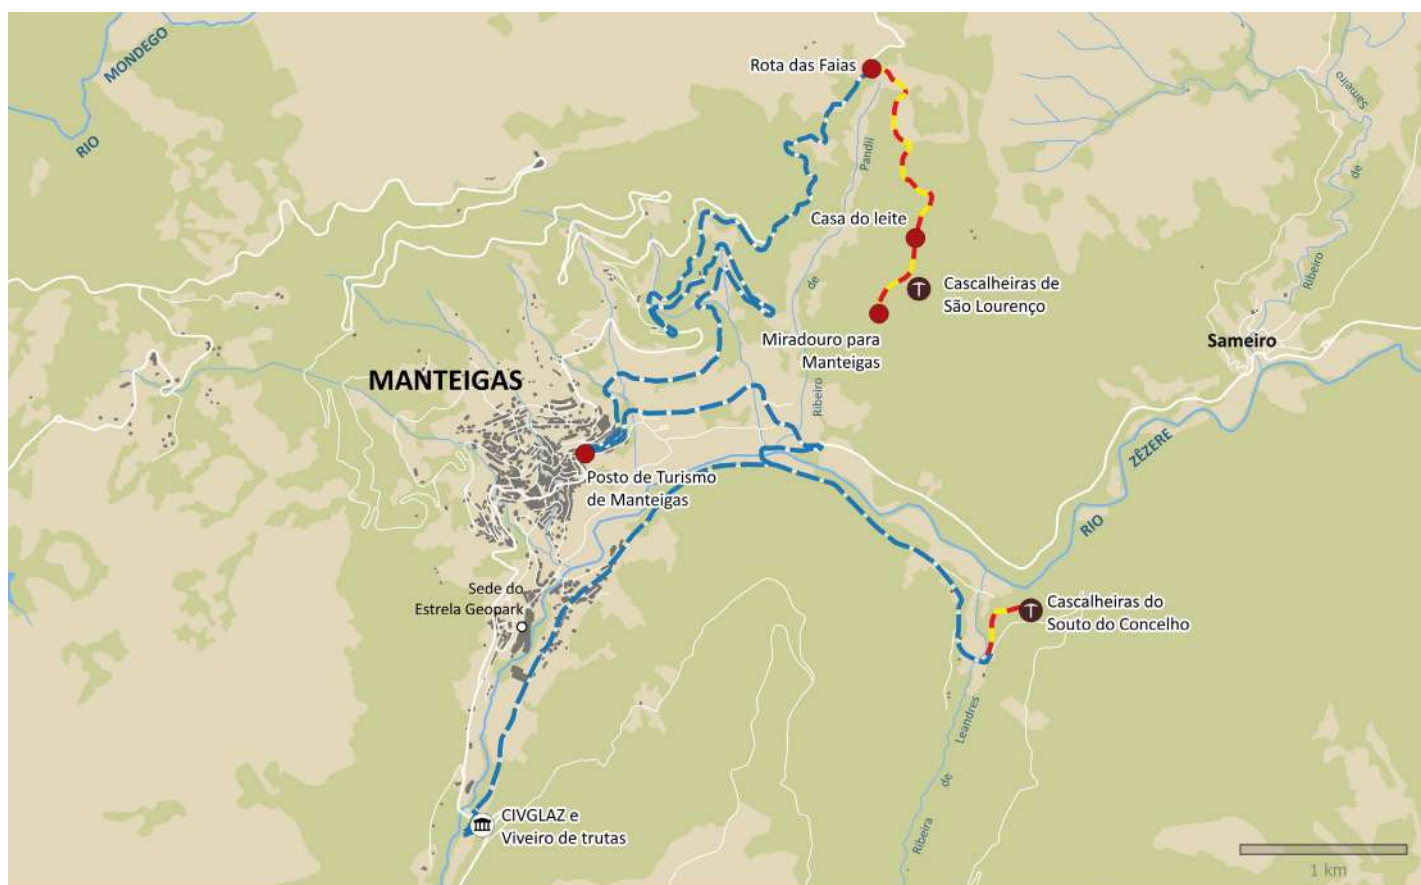 RIO
MONDEGO
Rota das Faias
Sameiro
de
Ribeiro
Pandil
de
Ribeiro
Casa do leite
Cascalheiras de
São Lourenço
Miradouro para
Manteigas
Sameiro
MANTEIGAS
RIO
ZÊZERE
Posto de Turismo
de Manteigas
Sede do
Estrela Geopark
Cascalheiras do
Souto do Concelho
Leandres
de
Ribeira
CIVGLAZ e
Viveiro de trutas
1 km